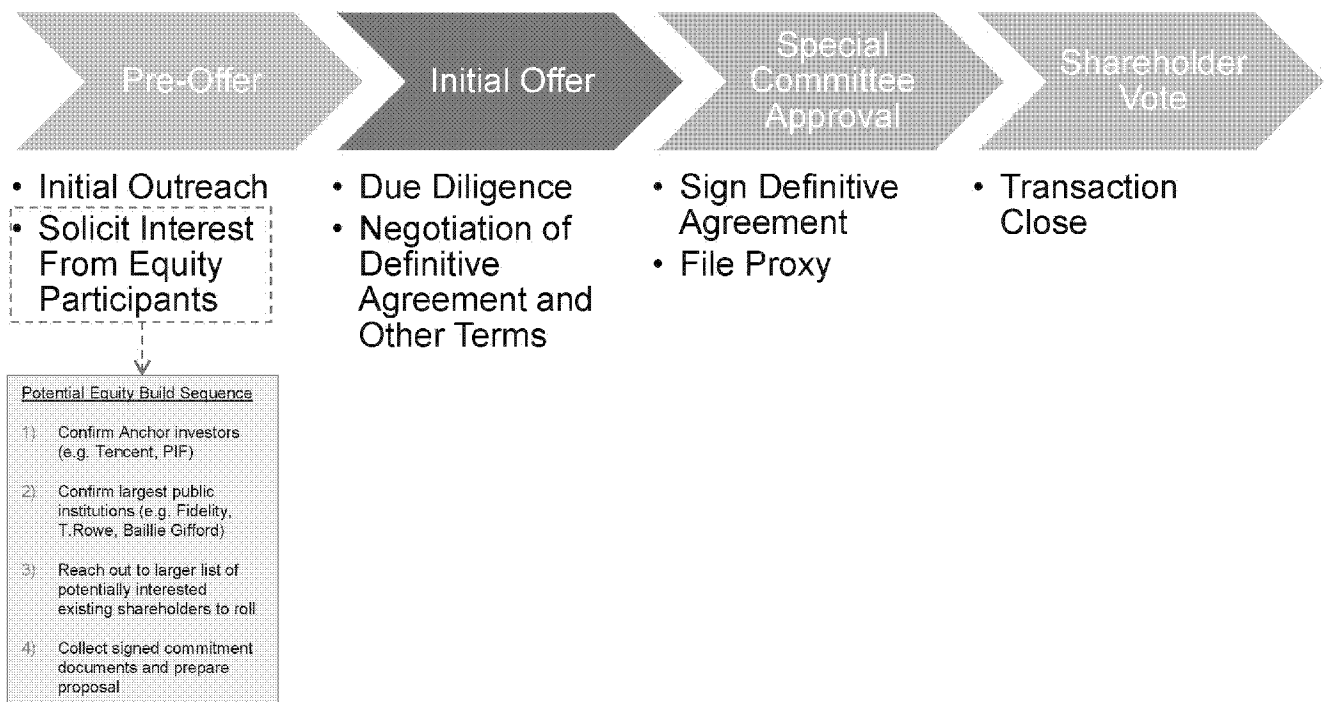 Pre-Offer
Initial Offer
Special
Committee
Approval
Shareholder
Vote
• Initial Outreach
• Solicit Interest
From Equity
Participants
• Due Diligence
• Negotiation of
Definitive
Agreement and
Other Terms
• Sign Definitive
Agreement
• File Proxy
• Transaction
Close
Potential Equity Build Sequence
1) Confirm Anchor investors
(e.g. Tencent, PIF)
2) Confirm largest public
institutions (e.g. Fidelity,
T.Rowe, Baillie Gifford)
3) Reach out to larger list of
potentially interested
existing shareholders to roll
4) Collect signed commitment
documents and prepare
proposal